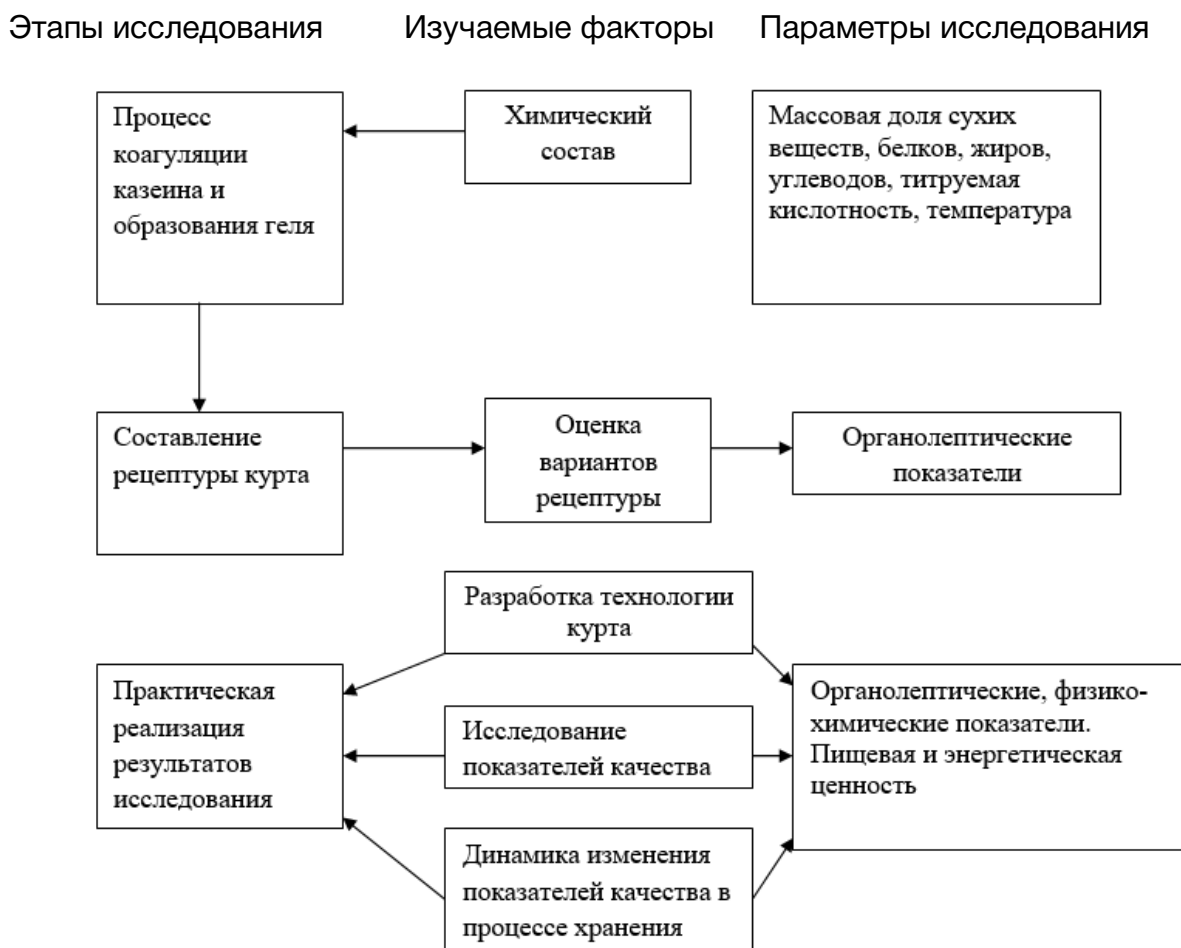 Этапы исследования
Изучаемые факторы
Параметры исследования
Процесс
коагуляции
казеина и
образования геля
Химический
состав
Массовая доля сухих
веществ, белков, жиров,
углеводов, титруемая
кислотность, температура
Составление
рецептуры курта
Оценка
вариантов
рецептуры
Органолептические
показатели
Разработка технологии
курта
Практическая
реализация
результатов
исследования
Исследование
показателей качества
Органолептические, физико-
химические показатели.
Пищевая и энергетическая
ценность
Динамика изменения
показателей качества в
процессе хранения